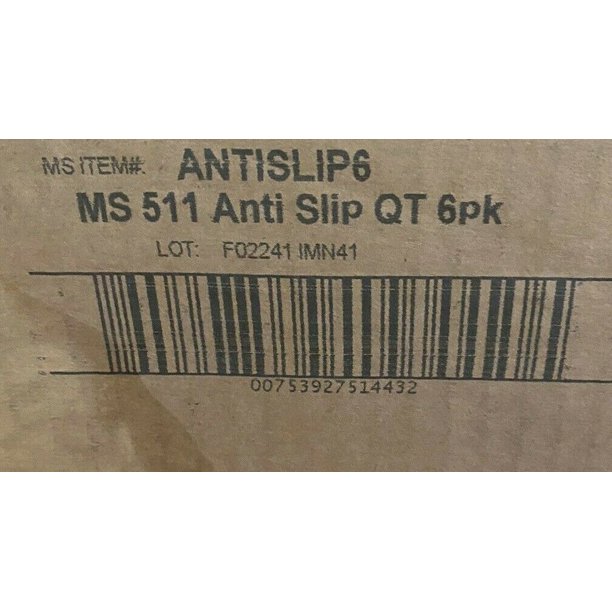 MS ITEM#: ANTISLIP6
MS 511 Anti Slip QT 6pk
LOT: F02241 IMN41
00753927514432